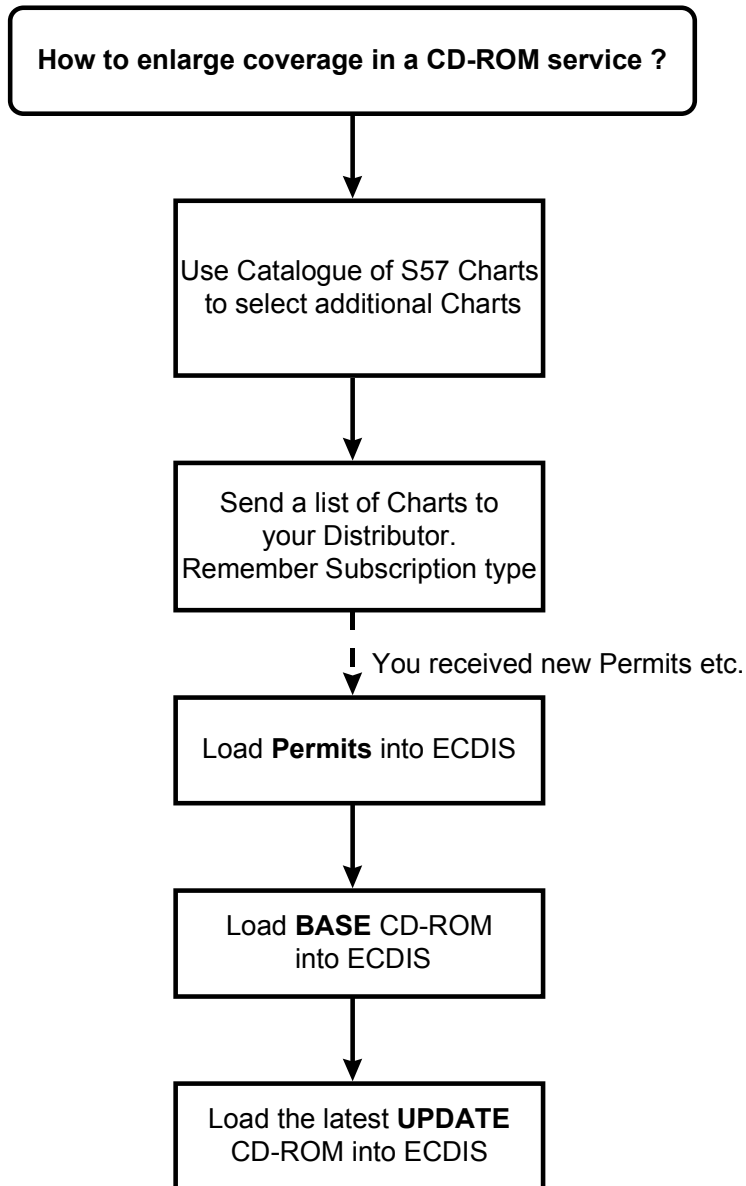 How to enlarge coverage in a CD-ROM service ?
Use Catalogue of S57 Charts
to select additional Charts
Send a list of Charts to
your Distributor.
Remember Subscription type
You received new Permits etc.
Load Permits into ECDIS
Load BASE CD-ROM
into ECDIS
Load the latest UPDATE
CD-ROM into ECDIS